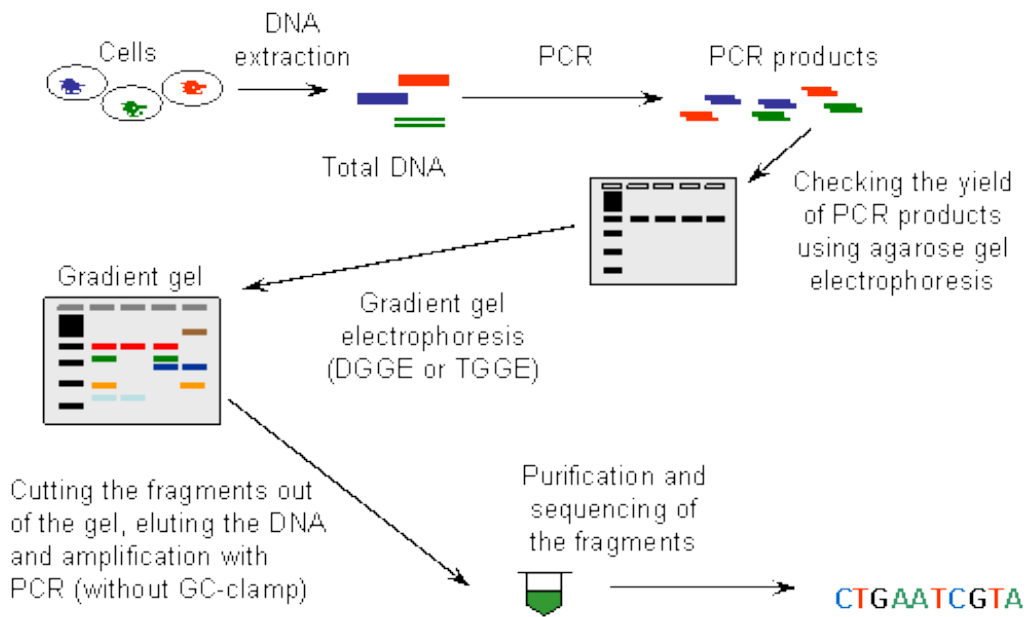 Cells
DNA
extraction
Total DNA
PCR
PCR products
Checking the yield
of PCR products
using agarose gel
electrophoresis
Gradient gel
electrophoresis
(DGGE or TGGE)
Gradient gel
Cutting the fragments out
of the gel, eluting the DNA
and amplification with
PCR (without GC-clamp)
Purification and
sequencing of
the fragments
CTGAATCGTA